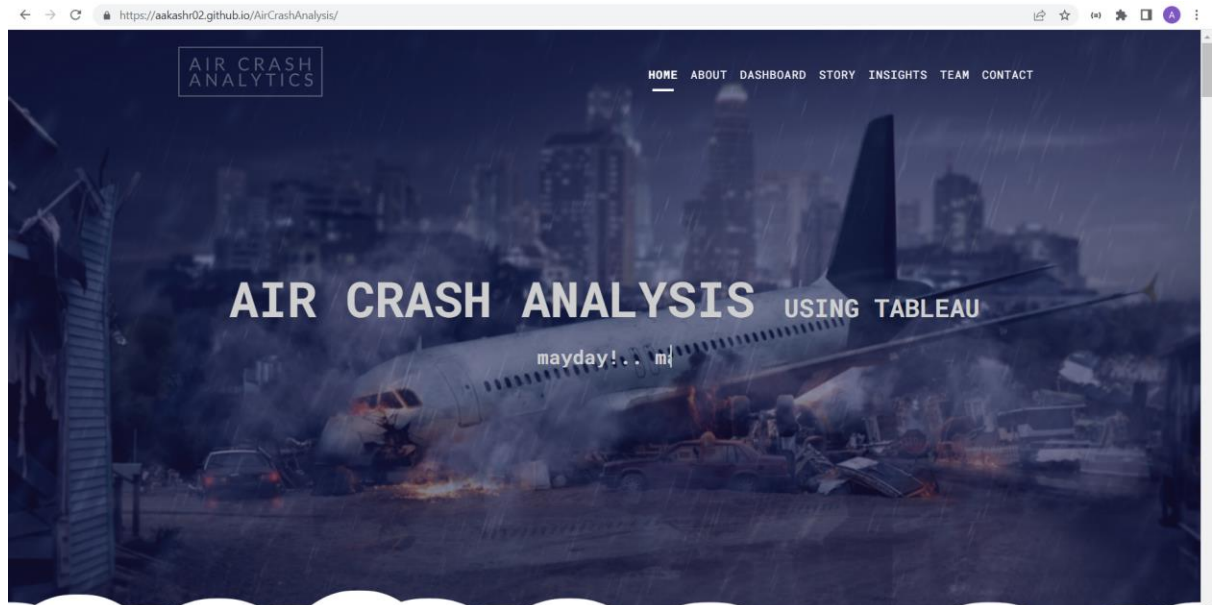 https://aakashr02.github.io/AirCrashAnalysis/
A
AIR CRASH
ANALYTICS
HOME ABOUT DASHBOARD STORY INSIGHTS TEAM CONTACT
AIR CRASH ANALYSIS USING TABLEAU
mayday!.. ma